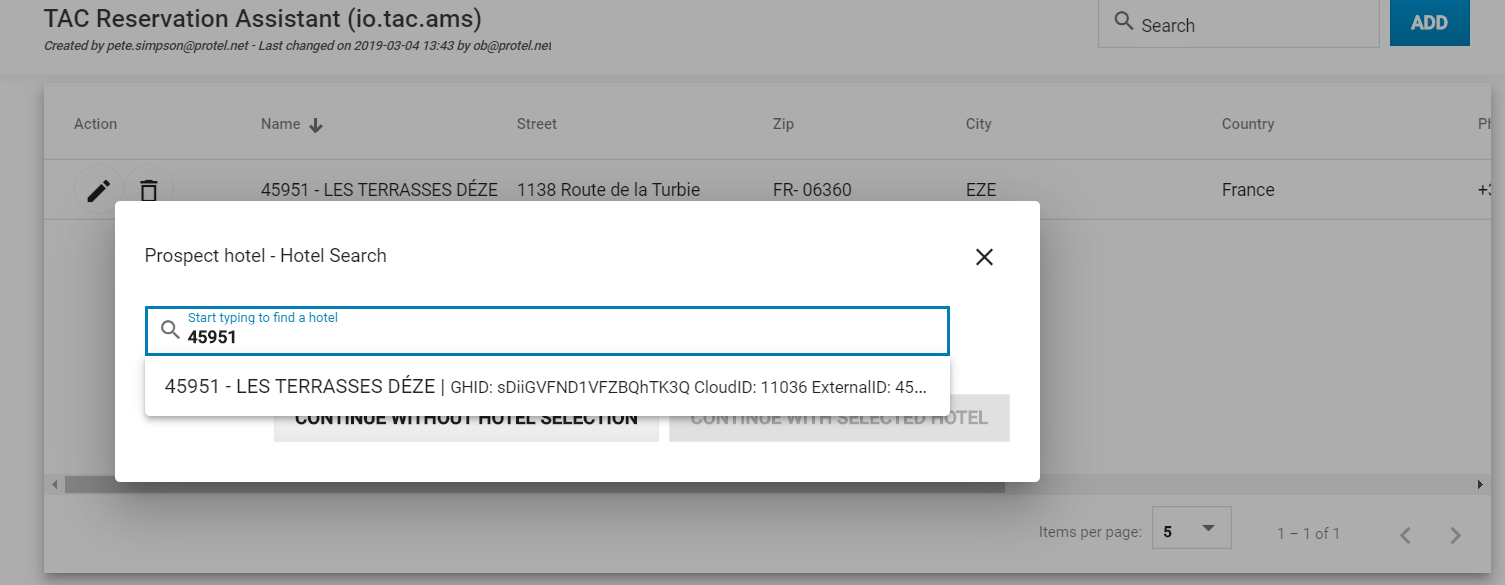 TAC Reservation Assistant (io.tac.ams)
Created by pete.simpson@protel.net - Last changed on 2019-03-04 13:43 by ob@protel.net
Search
ADD
Action Name Street Zip City Country
45951 - LES TERRASSES DÉZE 1138 Route de la Turbie FR- 06360 EZE France
Prospect hotel - Hotel Search
Start typing to find a hotel
45951
45951 - LES TERRASSES DÉZE | GHID: sDiiGVFND1VFZBQhTK3Q CloudID: 11036 ExternalID: 45...
CONTINUE WITHOUT HOTEL SELECTION CONTINUE WITH SELECTED HOTEL
Items per page: 5 1 – 1 of 1